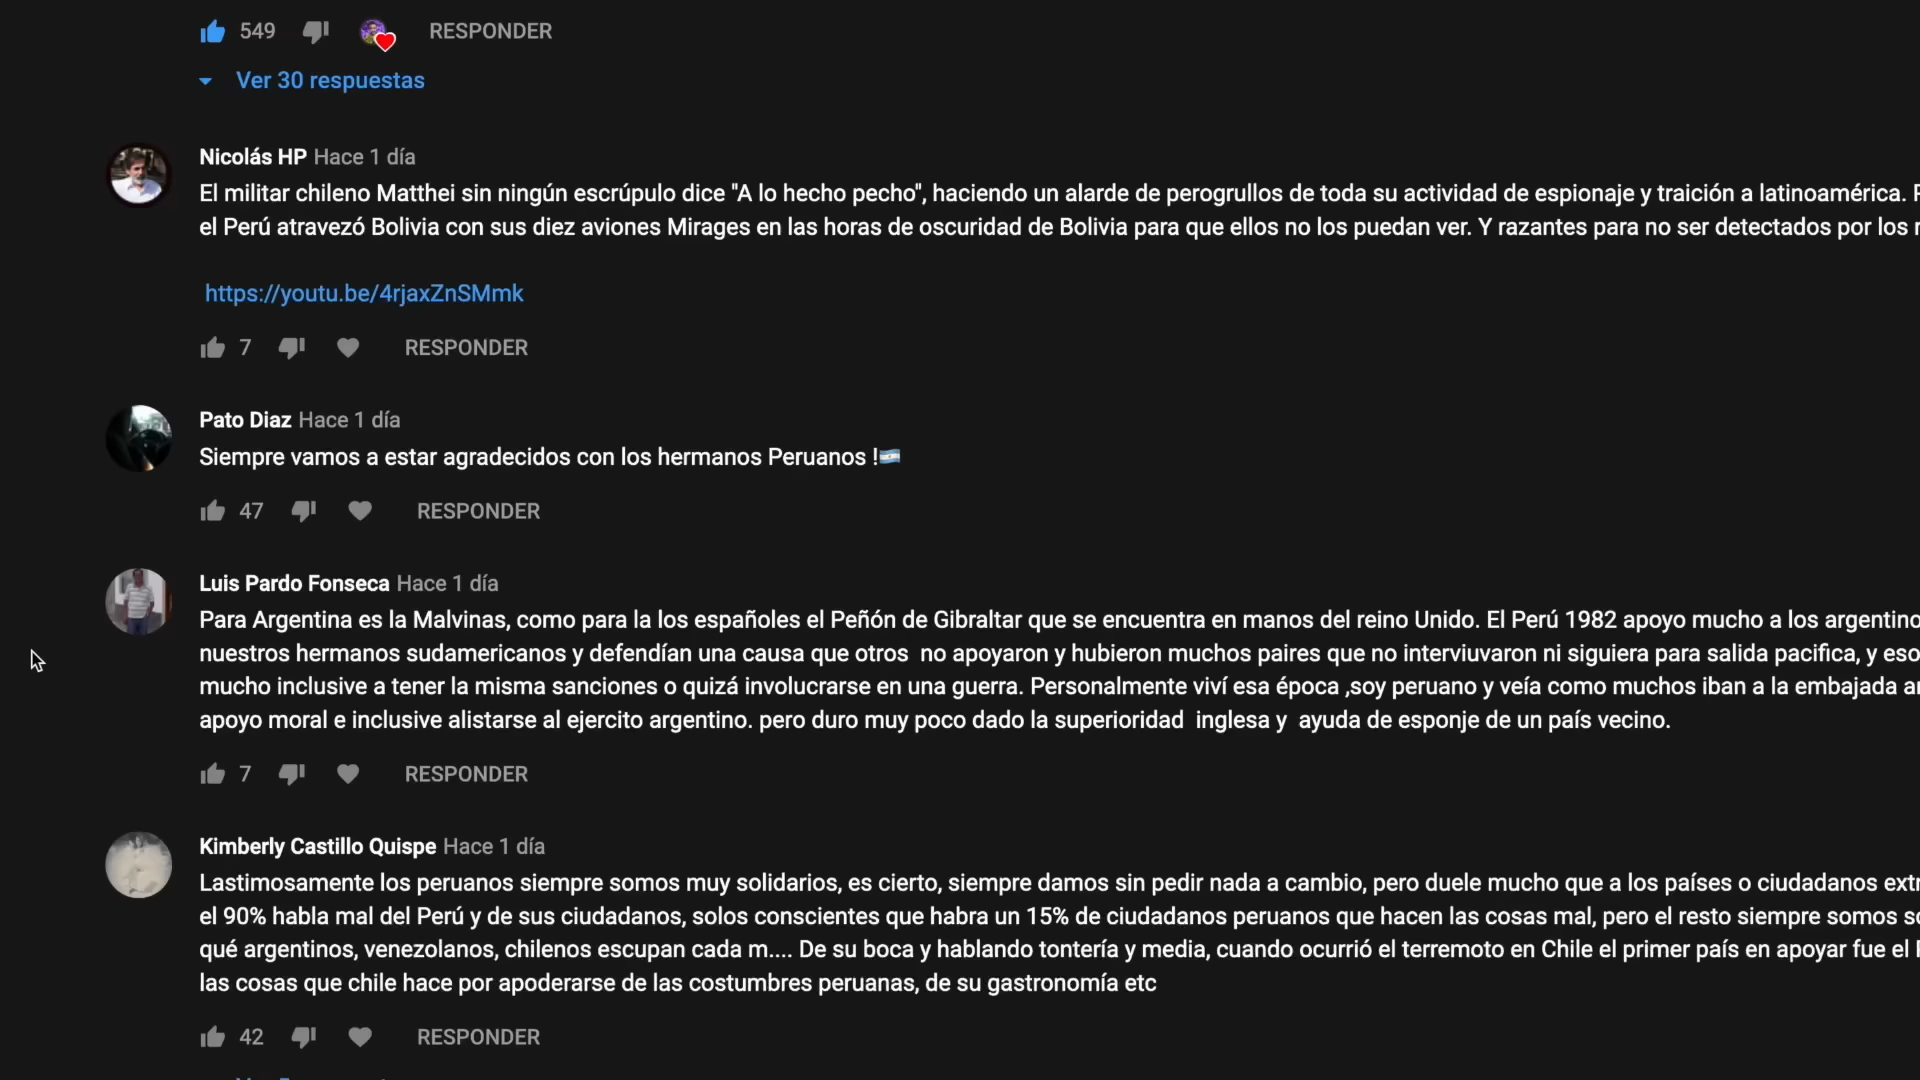 549 RESPONDER
Ver 30 respuestas
Nicolás HP Hace 1 día
El militar chileno Matthei sin ningún escrúpulo dice "A lo hecho pecho", haciendo un alarde de perogrullos de toda su actividad de espionaje y traición a latinoamérica.
el Perú atravezó Bolivia con sus diez aviones Mirages en las horas de oscuridad de Bolivia para que ellos no los puedan ver. Y razantes para no ser detectados por los
https://youtu.be/4rjaxZnSMmk
7 RESPONDER
Pato Diaz Hace 1 día
Siempre vamos a estar agradecidos con los hermanos Peruanos !🇦🇷
47 RESPONDER
Luis Pardo Fonseca Hace 1 día
Para Argentina es la Malvinas, como para la los españoles el Peñón de Gibraltar que se encuentra en manos del reino Unido. El Perú 1982 apoyo mucho a los argentino
nuestros hermanos sudamericanos y defendían una causa que otros no apoyaron y hubieron muchos paires que no interviuvaron ni siguiera para salida pacifica, y eso
mucho inclusive a tener la misma sanciones o quizá involucrarse en una guerra. Personalmente viví esa época ,soy peruano y veía como muchos iban a la embajada
apoyo moral e inclusive alistarse al ejercito argentino. pero duro muy poco dado la superioridad inglesa y ayuda de esponje de un país vecino.
7 RESPONDER
Kimberly Castillo Quispe Hace 1 día
Lastimosamente los peruanos siempre somos muy solidarios, es cierto, siempre damos sin pedir nada a cambio, pero duele mucho que a los países o ciudadanos
el 90% habla mal del Perú y de sus ciudadanos, solos conscientes que habra un 15% de ciudadanos peruanos que hacen las cosas mal, pero el resto siempre somos
qué argentinos, venezolanos, chilenos escupan cada m.... De su boca y hablando tontería y media, cuando ocurrió el terremoto en Chile el primer país en apoyar fue el
las cosas que chile hace por apoderarse de las costumbres peruanas, de su gastronomía etc
42 RESPONDER